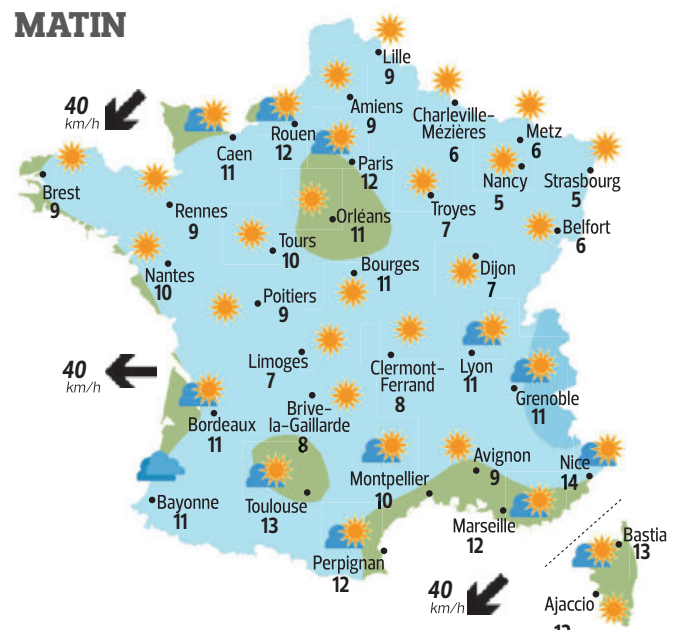 MATIN
Lille
9
40
km/h
Amiens
9
Charleville-
Mézières
6
Rouen
12
Metz
6
Caen
11
Paris
12
Nancy
5
Strasbourg
5
Brest
9
Rennes
9
Troyes
7
Orléans
11
Belfort
6
Tours
10
Nantes
10
Bourges
11
Dijon
7
Poitiers
9
Limoges
7
Clermont-
Ferrand
8
Lyon
11
40
km/h
Grenoble
11
Brive-
la-Gaillarde
8
Bordeaux
11
Avignon
9
Nice
14
Montpellier
10
Bayonne
11
Toulouse
13
Marseille
12
Perpignan
12
Bastia
13
40
km/h
Ajaccio